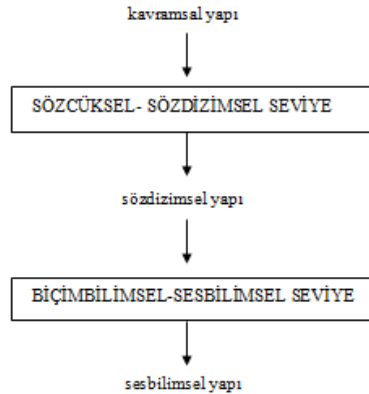 kavramsal yapı
SÖZCÜKSEL- SÖZDİZİMSEL SEVİYE
sözdizimsel yapı
BİÇİMBİLİMSEL-SESBİLİMSEL SEVİYE
sesbilimsel yapı